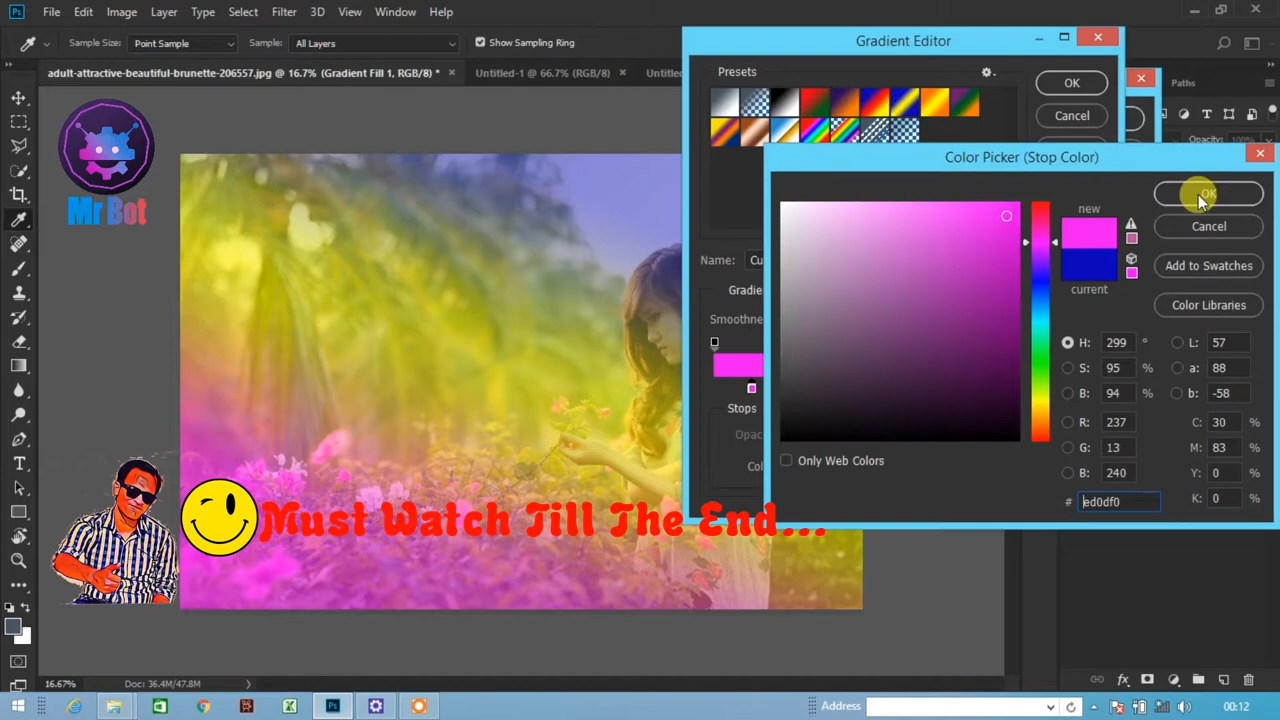 Ps File Edit Image Layer Type Select Filter 3D View Window Help
Sample Size: Point Sample Sample: All Layers Show Sampling Ring
adult-attractive-beautiful-brunette-206557.jpg @ 16.7% (Gradient Fill 1, RGB/8) * Untitled-1 @ 66.7% (RGB/8) Untitle
Gradient Editor
Presets
OK
Cancel
Paths
Opacity: 100%
Name: Cu
Gradie
Smoothne
Stops
Opac
Col
Color Picker (Stop Color)
new
current
OK
Cancel
Add to Swatches
Color Libraries
H: 299 °
S: 95 %
B: 94 %
R: 237
G: 13
B: 240
L: 57
a: 88
b: -58
C: 30 %
M: 83 %
Y: 0 %
K: 0 %
Only Web Colors
# ed0df0
Mr Bot
Must Watch Till The End...
16.67% Doc: 36.4M/47.8M
Address
00:12